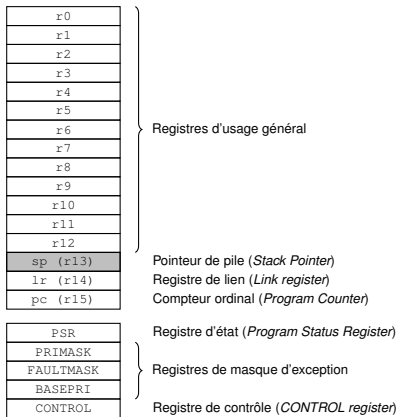 r0
r1
r2
r3
r4
r5
r6
r7
r8
r9
r10
r11
r12
Registres d'usage général
sp (r13) Pointeur de pile (Stack Pointer)
lr (r14) Registre de lien (Link register)
pc (r15) Compteur ordinal (Program Counter)
PSR Registre d'état (Program Status Register)
PRIMASK
FAULTMASK Registres de masque d'exception
BASEPRI
CONTROL Registre de contrôle (CONTROL register)